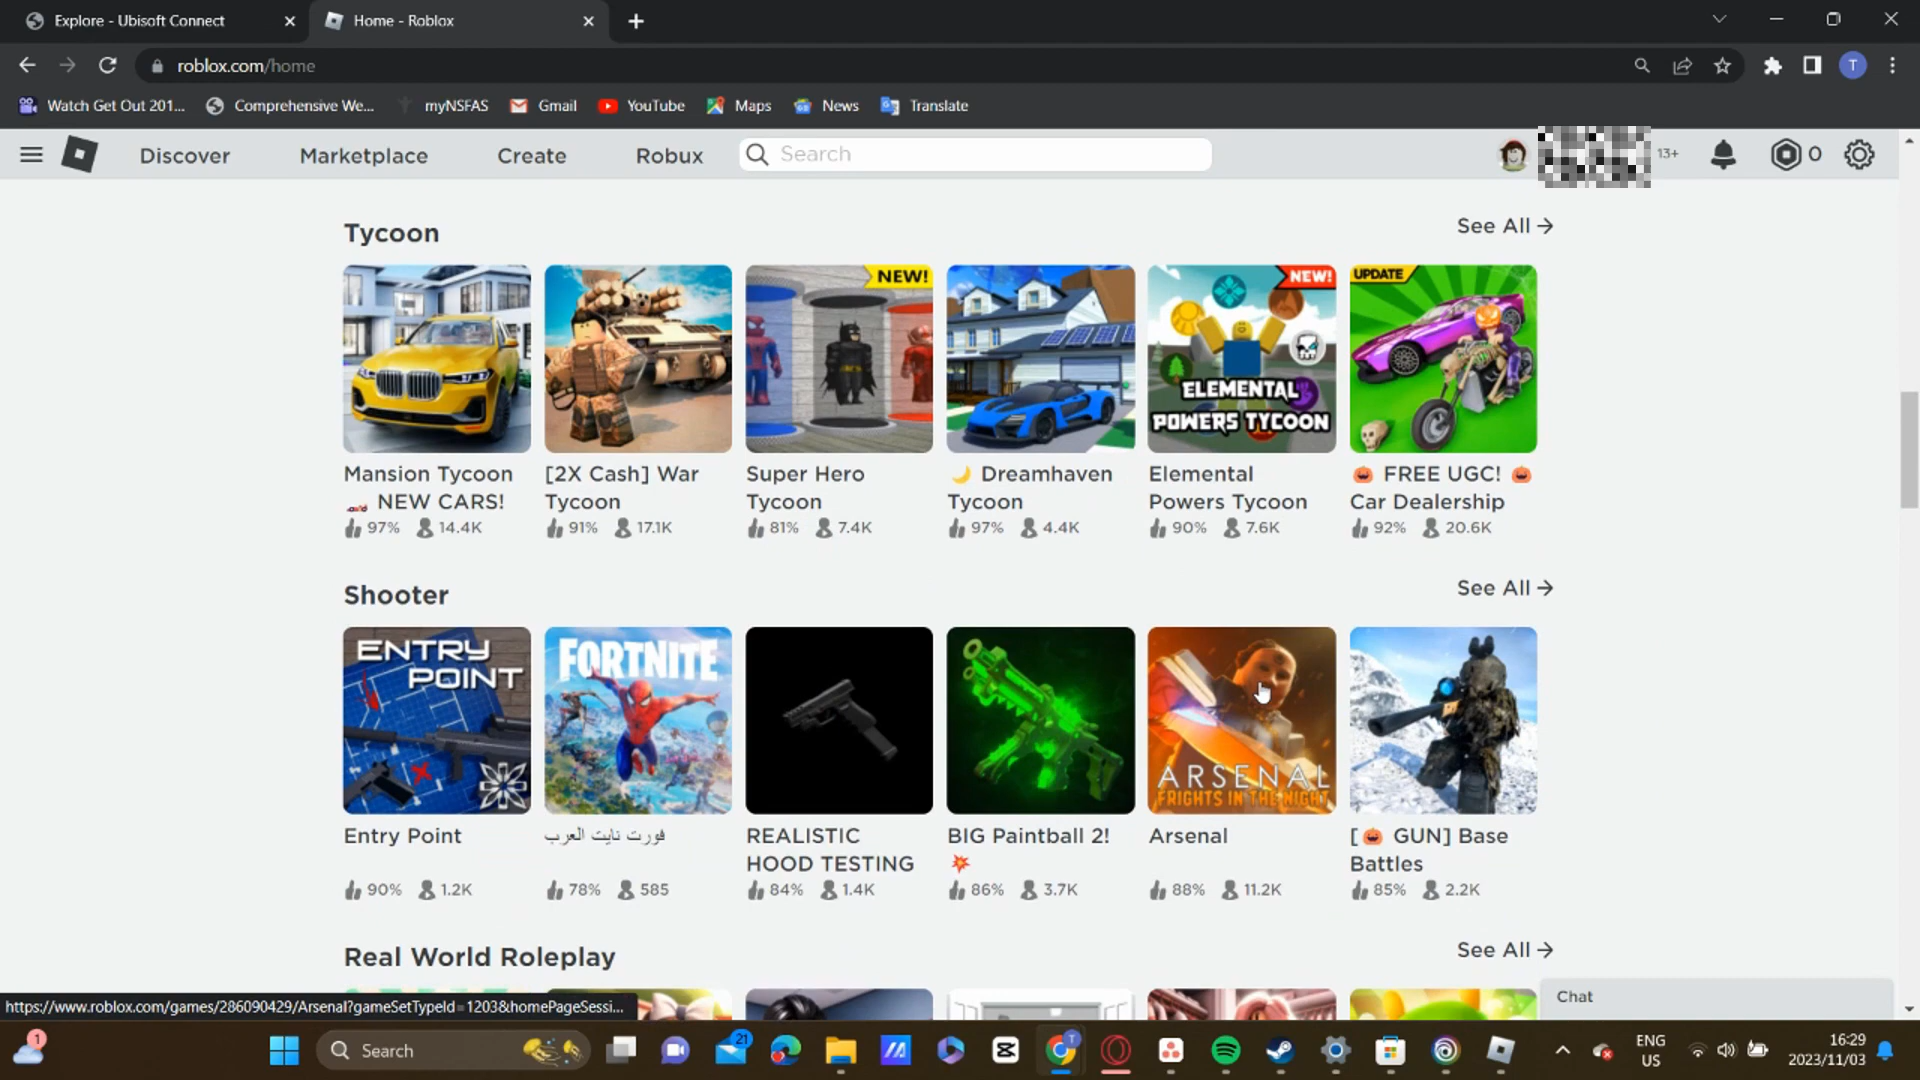 Explore - Ubisoft Connect
Home - Roblox
roblox.com/home
T
Watch Get Out 201...
Comprehensive We...
myNSFAS
Gmail
YouTube
Maps
News
Translate
Discover
Marketplace
Create
Robux
Search
13+
0
Tycoon
See All →
NEW!
NEW!
ELEMENTAL
POWERS TYCOON
UPDATE
Mansion Tycoon
NEW CARS!
97% 14.4K
[2X Cash] War
Tycoon
91% 17.1K
Super Hero
Tycoon
81% 7.4K
🌙 Dreamhaven
Tycoon
97% 4.4K
Elemental
Powers Tycoon
90% 7.6K
🎃 FREE UGC! 🎃
Car Dealership
92% 20.6K
Shooter
See All →
ENTRY
POINT
FORTNITE
ARSENAL
FRIGHTS IN THE NIGHT
Entry Point
90% 1.2K
فورت نايت العرب
78% 585
REALISTIC
HOOD TESTING
84% 1.4K
BIG Paintball 2!
💥
86% 3.7K
Arsenal
88% 11.2K
[🎃 GUN] Base
Battles
85% 2.2K
Real World Roleplay
See All →
Chat
https://www.roblox.com/games/286090429/Arsenal?gameSetTypeId=1203&homePageSessi...
1
Search
21
T
ENG
US
16:29
2023/11/03